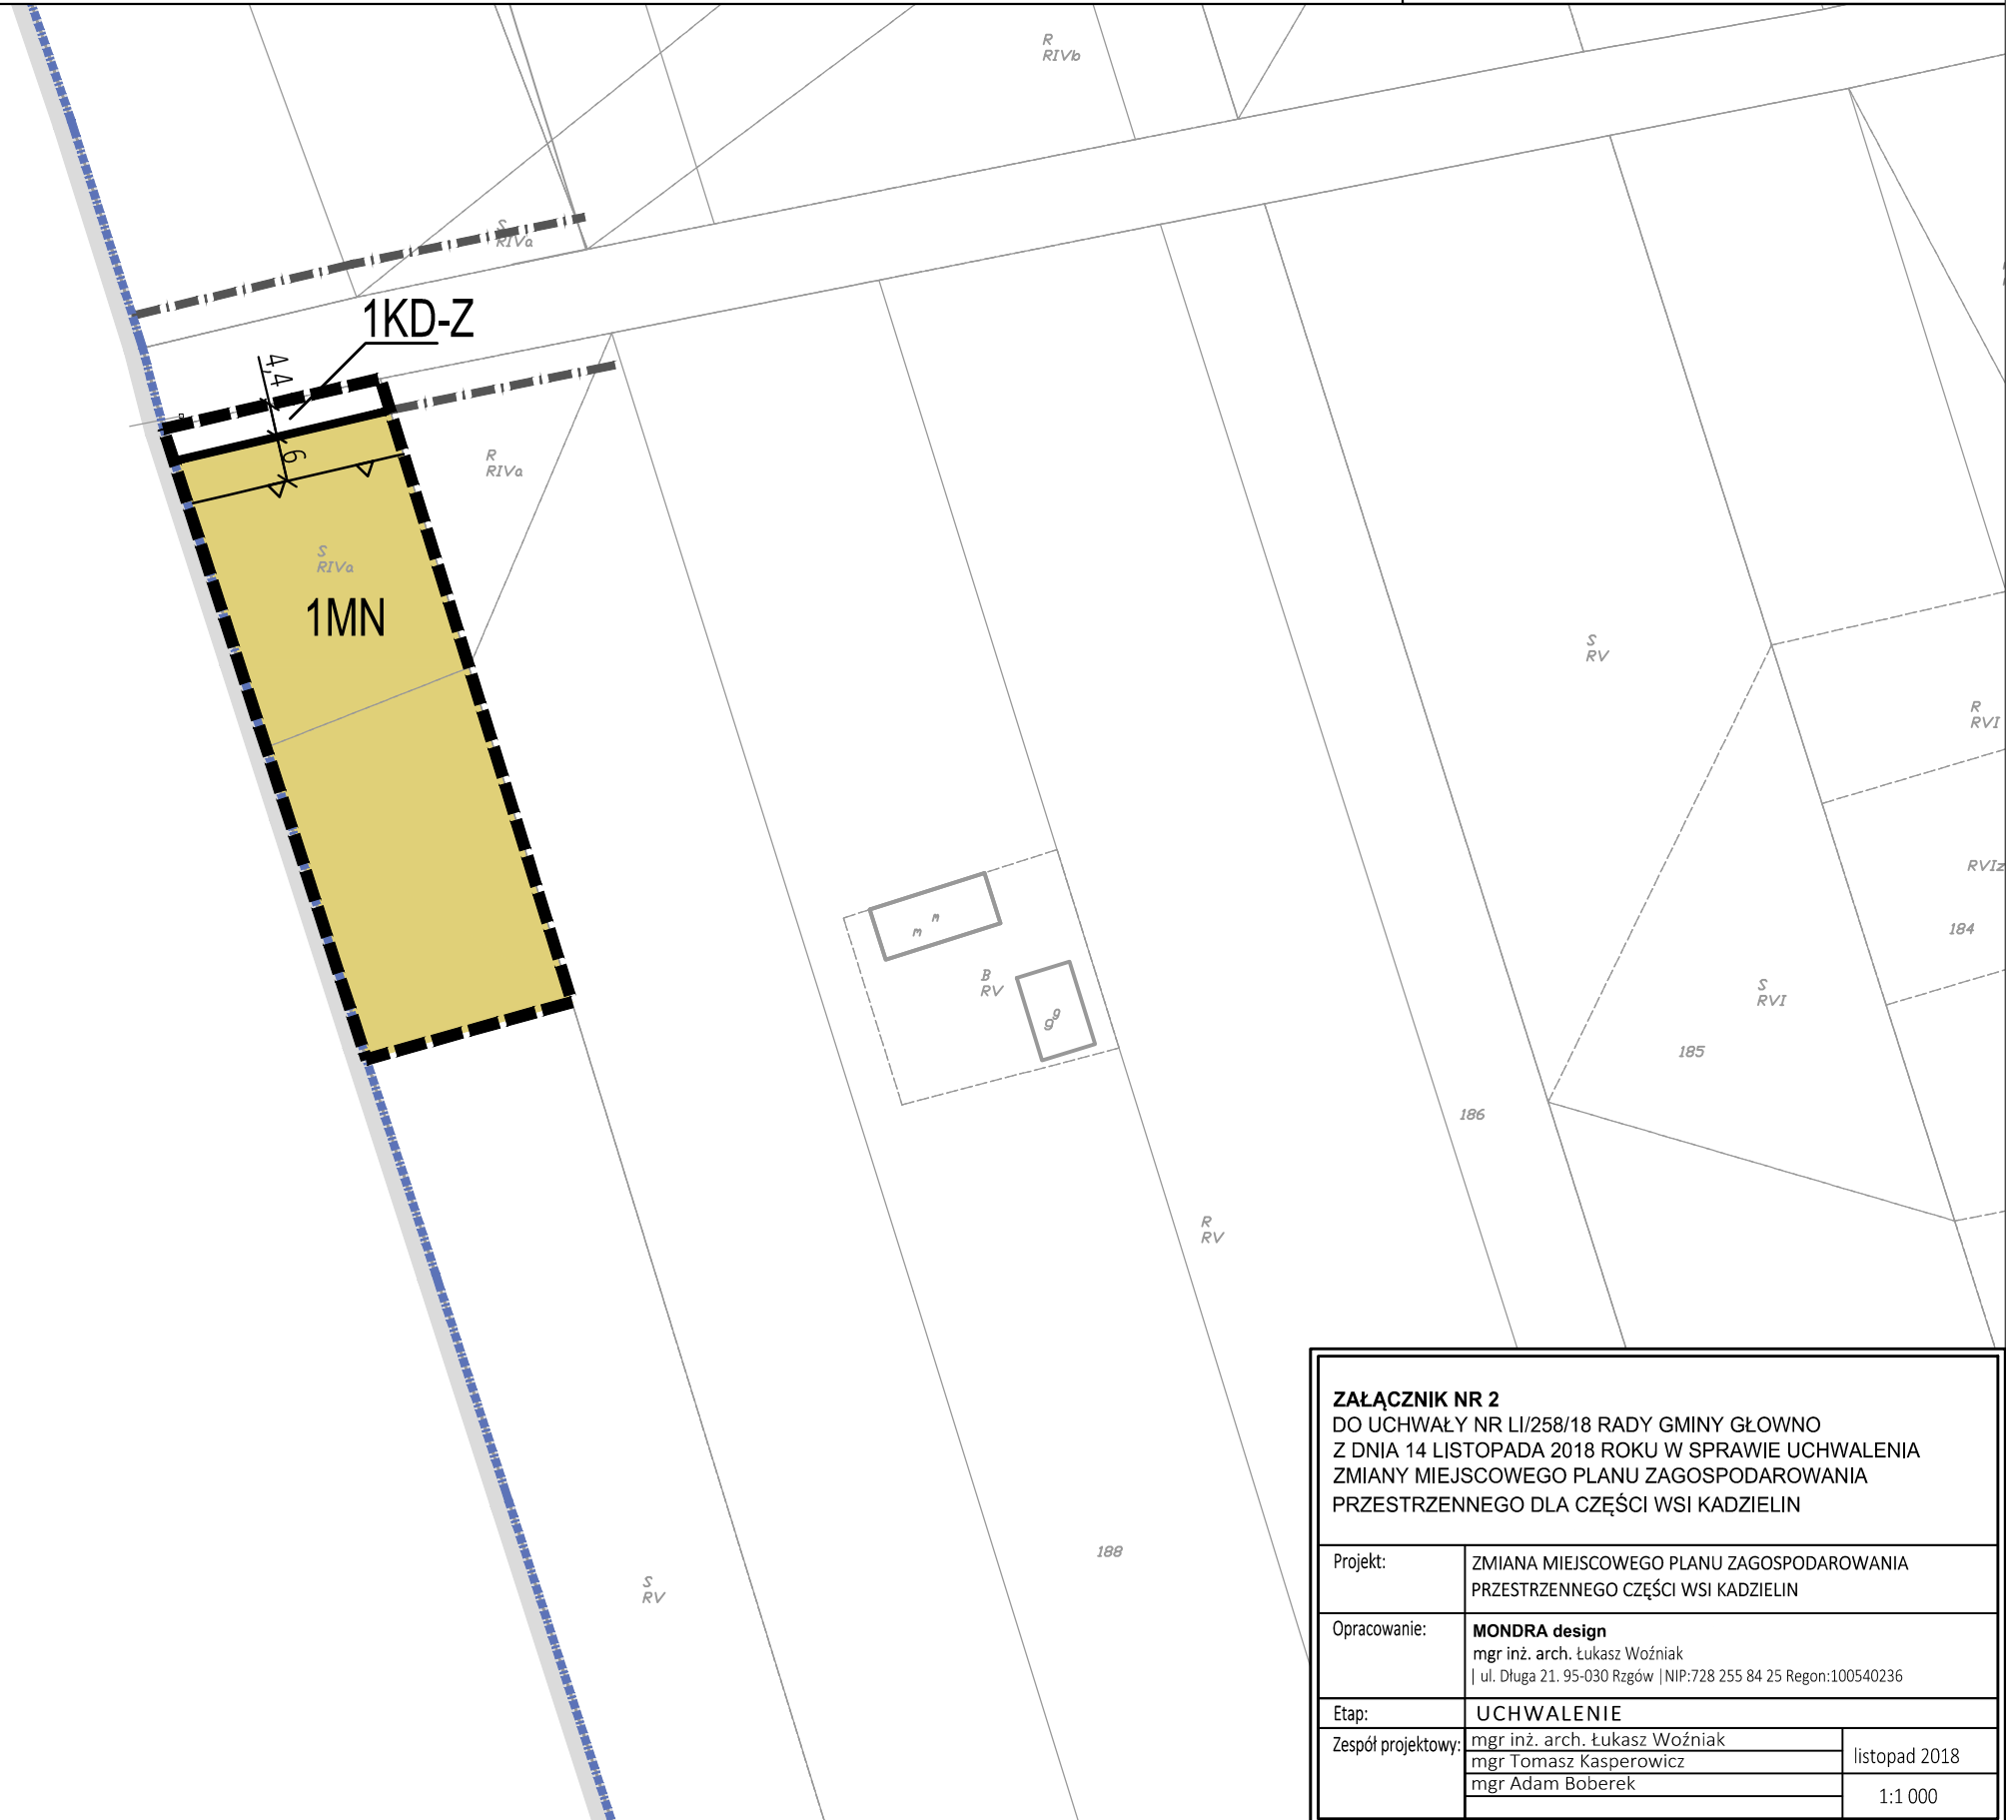 R
RIVb
S
RIVa
1KD-Z
4,4
6
R
RIVa
S
RIVa
1MN
S
RV
R
RVI
RVIz
184
m
m
B
RV
g
g
S
RVI
185
186
R
RV
188
S
RV
ZAŁĄCZNIK NR 2
DO UCHWAŁY NR LI/258/18 RADY GMINY GŁOWNO
Z DNIA 14 LISTOPADA 2018 ROKU W SPRAWIE UCHWALENIA
ZMIANY MIEJSCOWEGO PLANU ZAGOSPODAROWANIA
PRZESTRZENNEGO DLA CZĘŚCI WSI KADZIELIN
Projekt:
ZMIANA MIEJSCOWEGO PLANU ZAGOSPODAROWANIA
PRZESTRZENNEGO CZĘŚCI WSI KADZIELIN
Opracowanie:
MONDRA design
mgr inż. arch. Łukasz Woźniak
| ul. Długa 21. 95-030 Rzgów |NIP:728 255 84 25 Regon:100540236
Etap:
UCHWALENIE
Zespół projektowy:
mgr inż. arch. Łukasz Woźniak
mgr Tomasz Kasperowicz
mgr Adam Boberek
listopad 2018
1:1 000